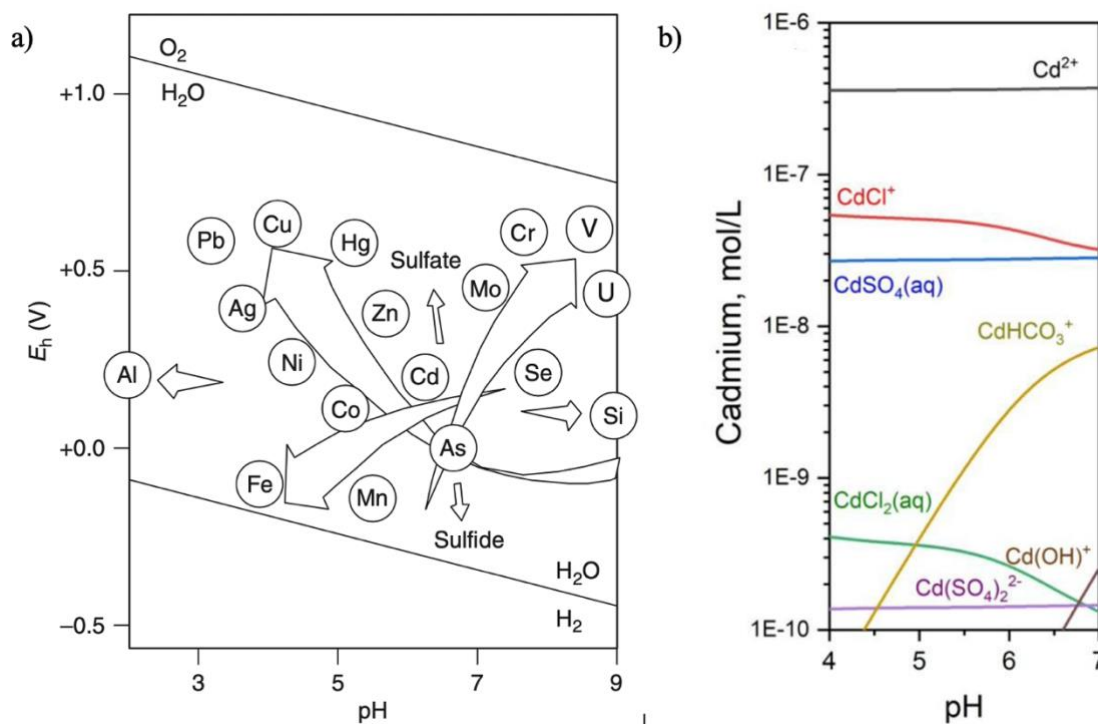 a)
O₂
H₂O
+1.0
+0.5
+0.0
−0.5
Eₕ (V)
Pb
Cu
Hg
Sulfate
Cr
V
Mo
Ag
Zn
U
Ni
Cd
Se
Al
Co
Si
As
Fe
Mn
Sulfide
H₂O
H₂
3
5
7
9
pH
b)
1E-6
1E-7
1E-8
1E-9
1E-10
Cadmium, mol/L
Cd²⁺
CdCl⁺
CdSO₄(aq)
CdHCO₃⁺
CdCl₂(aq)
Cd(OH)⁺
Cd(SO₄)₂²⁻
4
5
6
7
pH